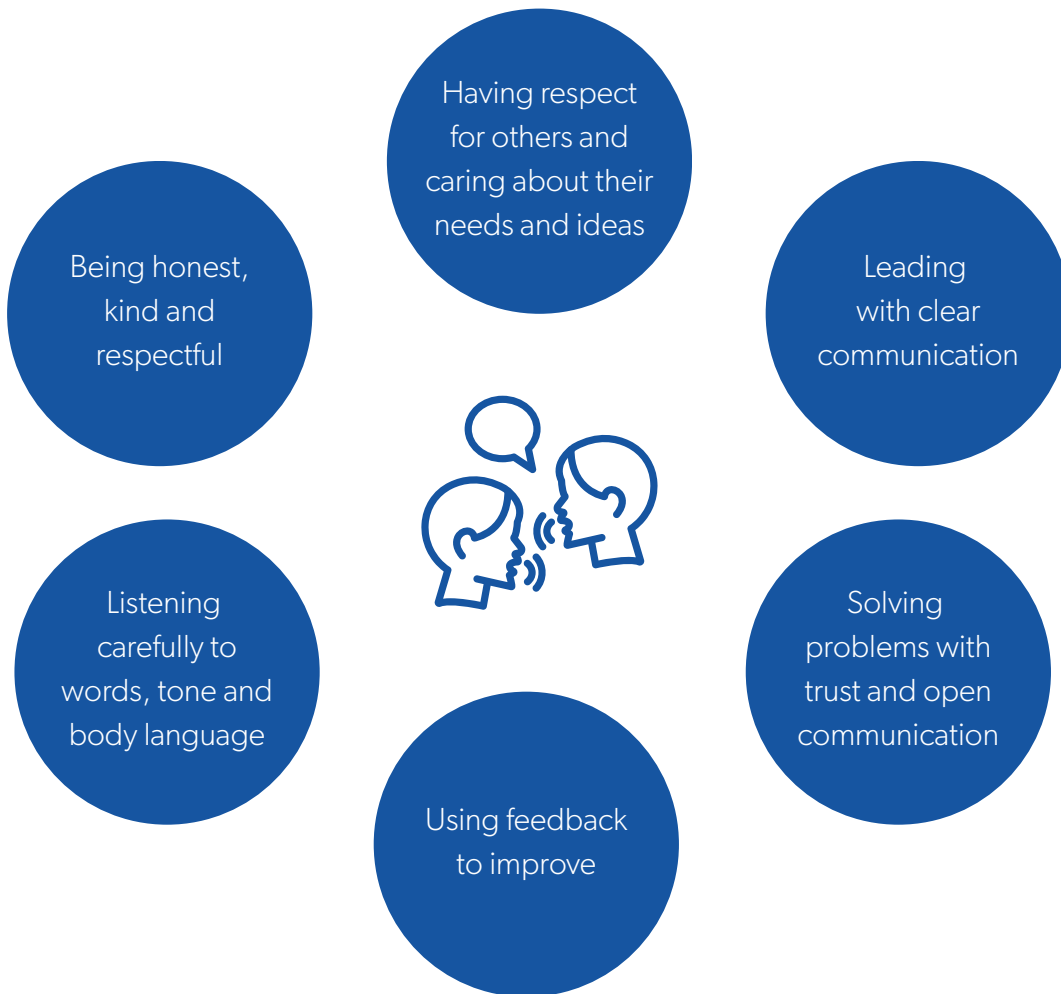 Having respect
for others and
caring about their
needs and ideas
Leading
with clear
communication
Solving
problems with
trust and open
communication
Using feedback
to improve
Listening
carefully to
words, tone and
body language
Being honest,
kind and
respectful